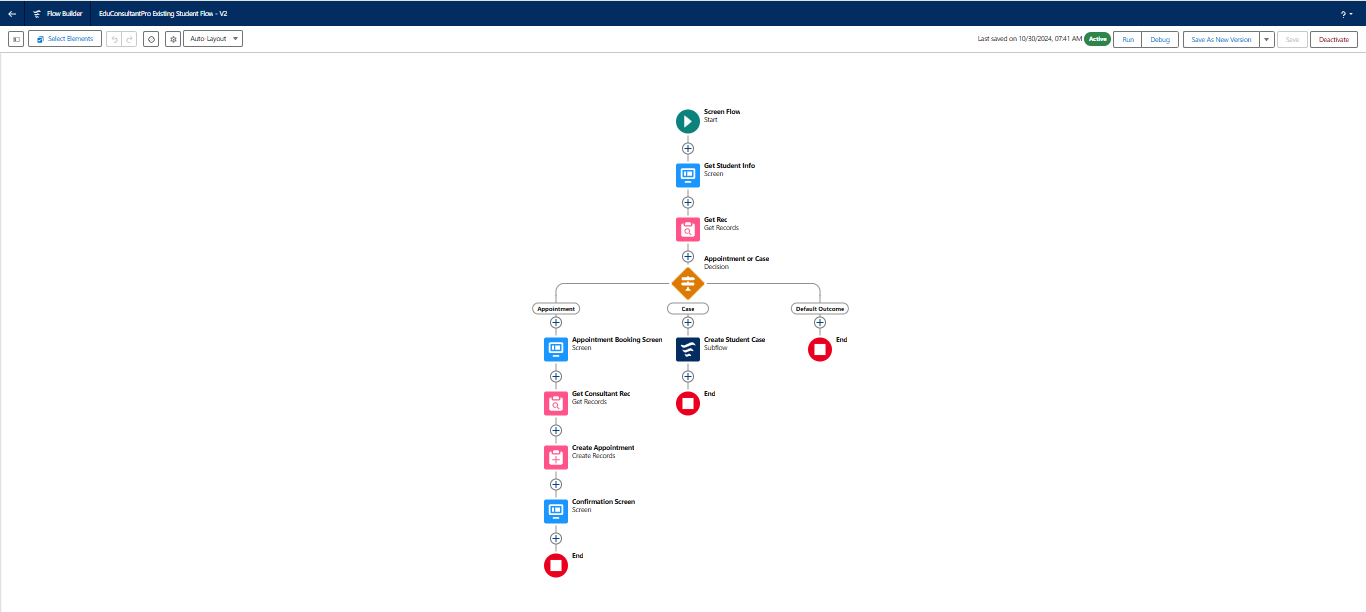 Flow Builder
EduConsultantPro Existing Student Flow - V2
?
Select Elements
Auto-Layout
Last saved on 10/30/2024, 07:41 AM
Active
Run
Debug
Save As New Version
Save
Deactivate
Screen Flow
Start
Get Student Info
Screen
Get Rec
Get Records
Appointment or Case
Decision
Appointment
Case
Default Outcome
Appointment Booking Screen
Screen
Create Student Case
Subflow
End
Get Consultant Rec
Get Records
End
Create Appointment
Create Records
Confirmation Screen
Screen
End